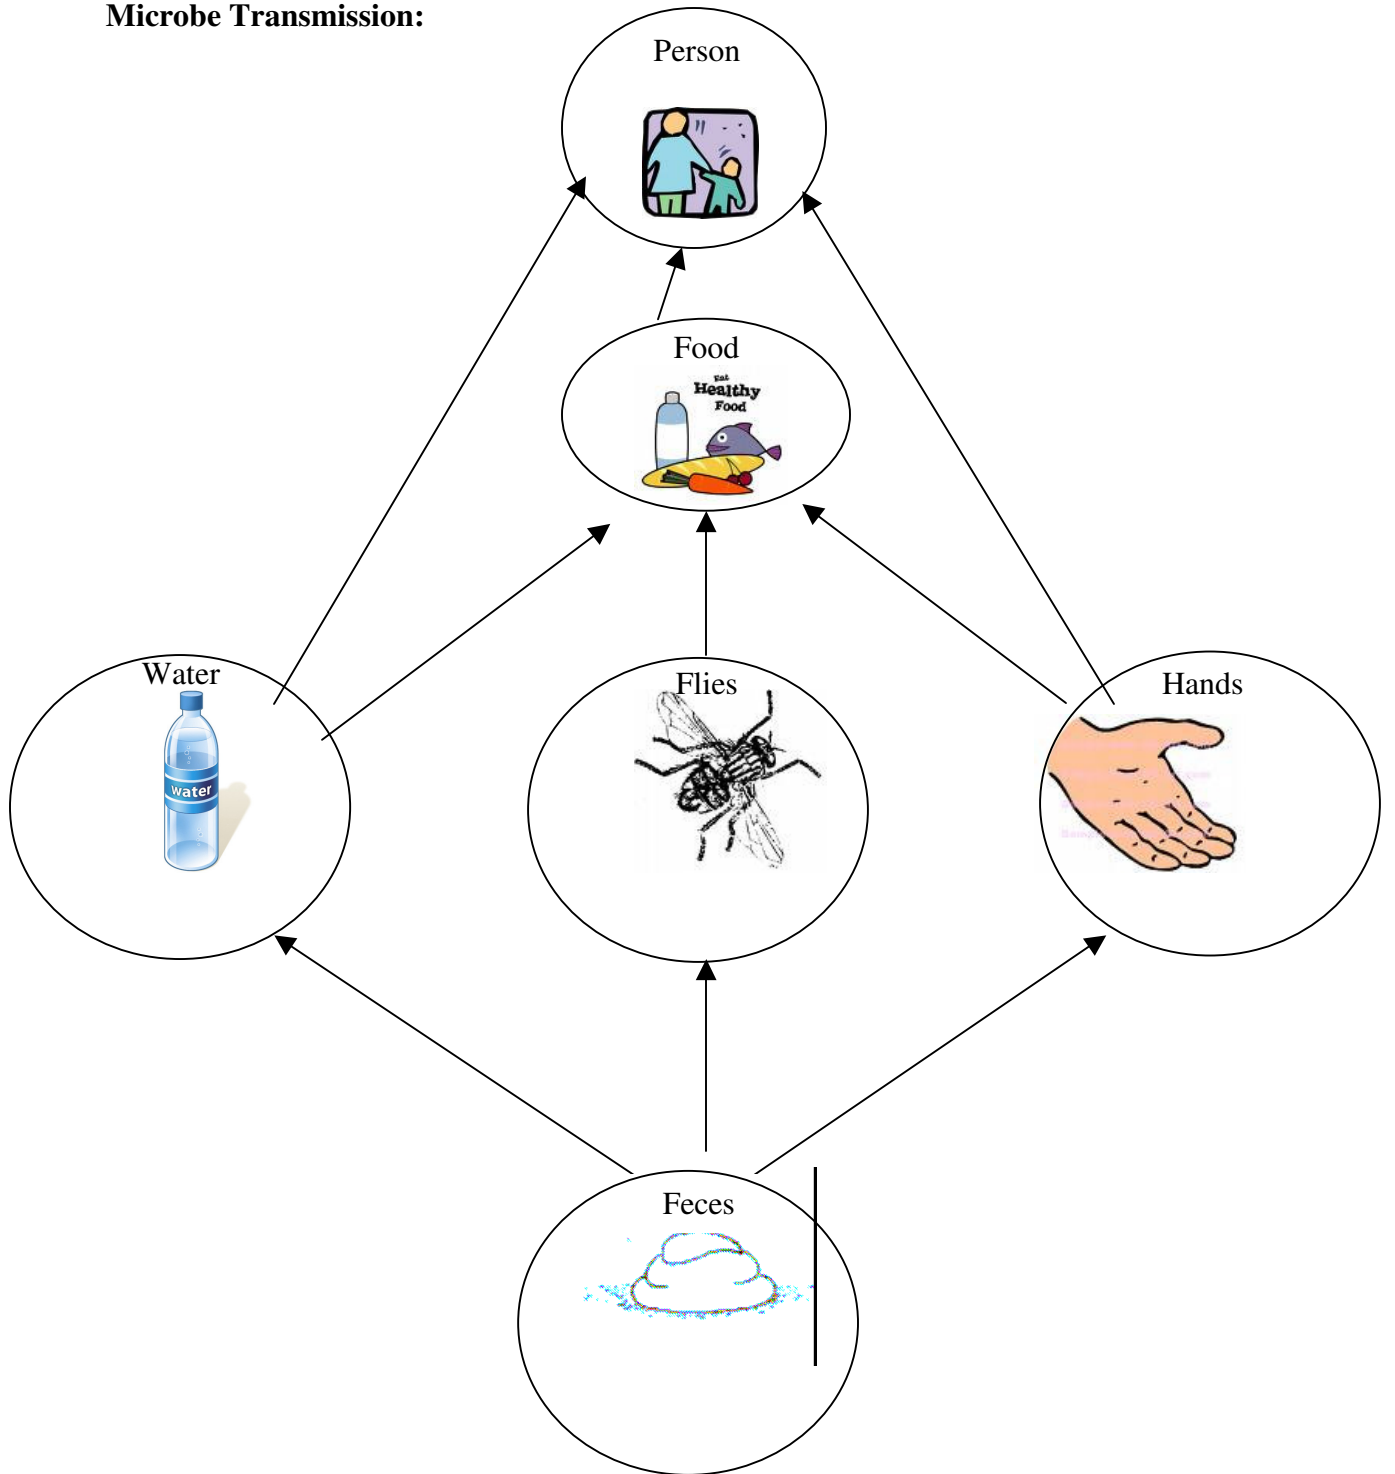 Microbe Transmission:
Person
Food
Eat
Healthy
Food
Water
Flies
Hands
water
Feces